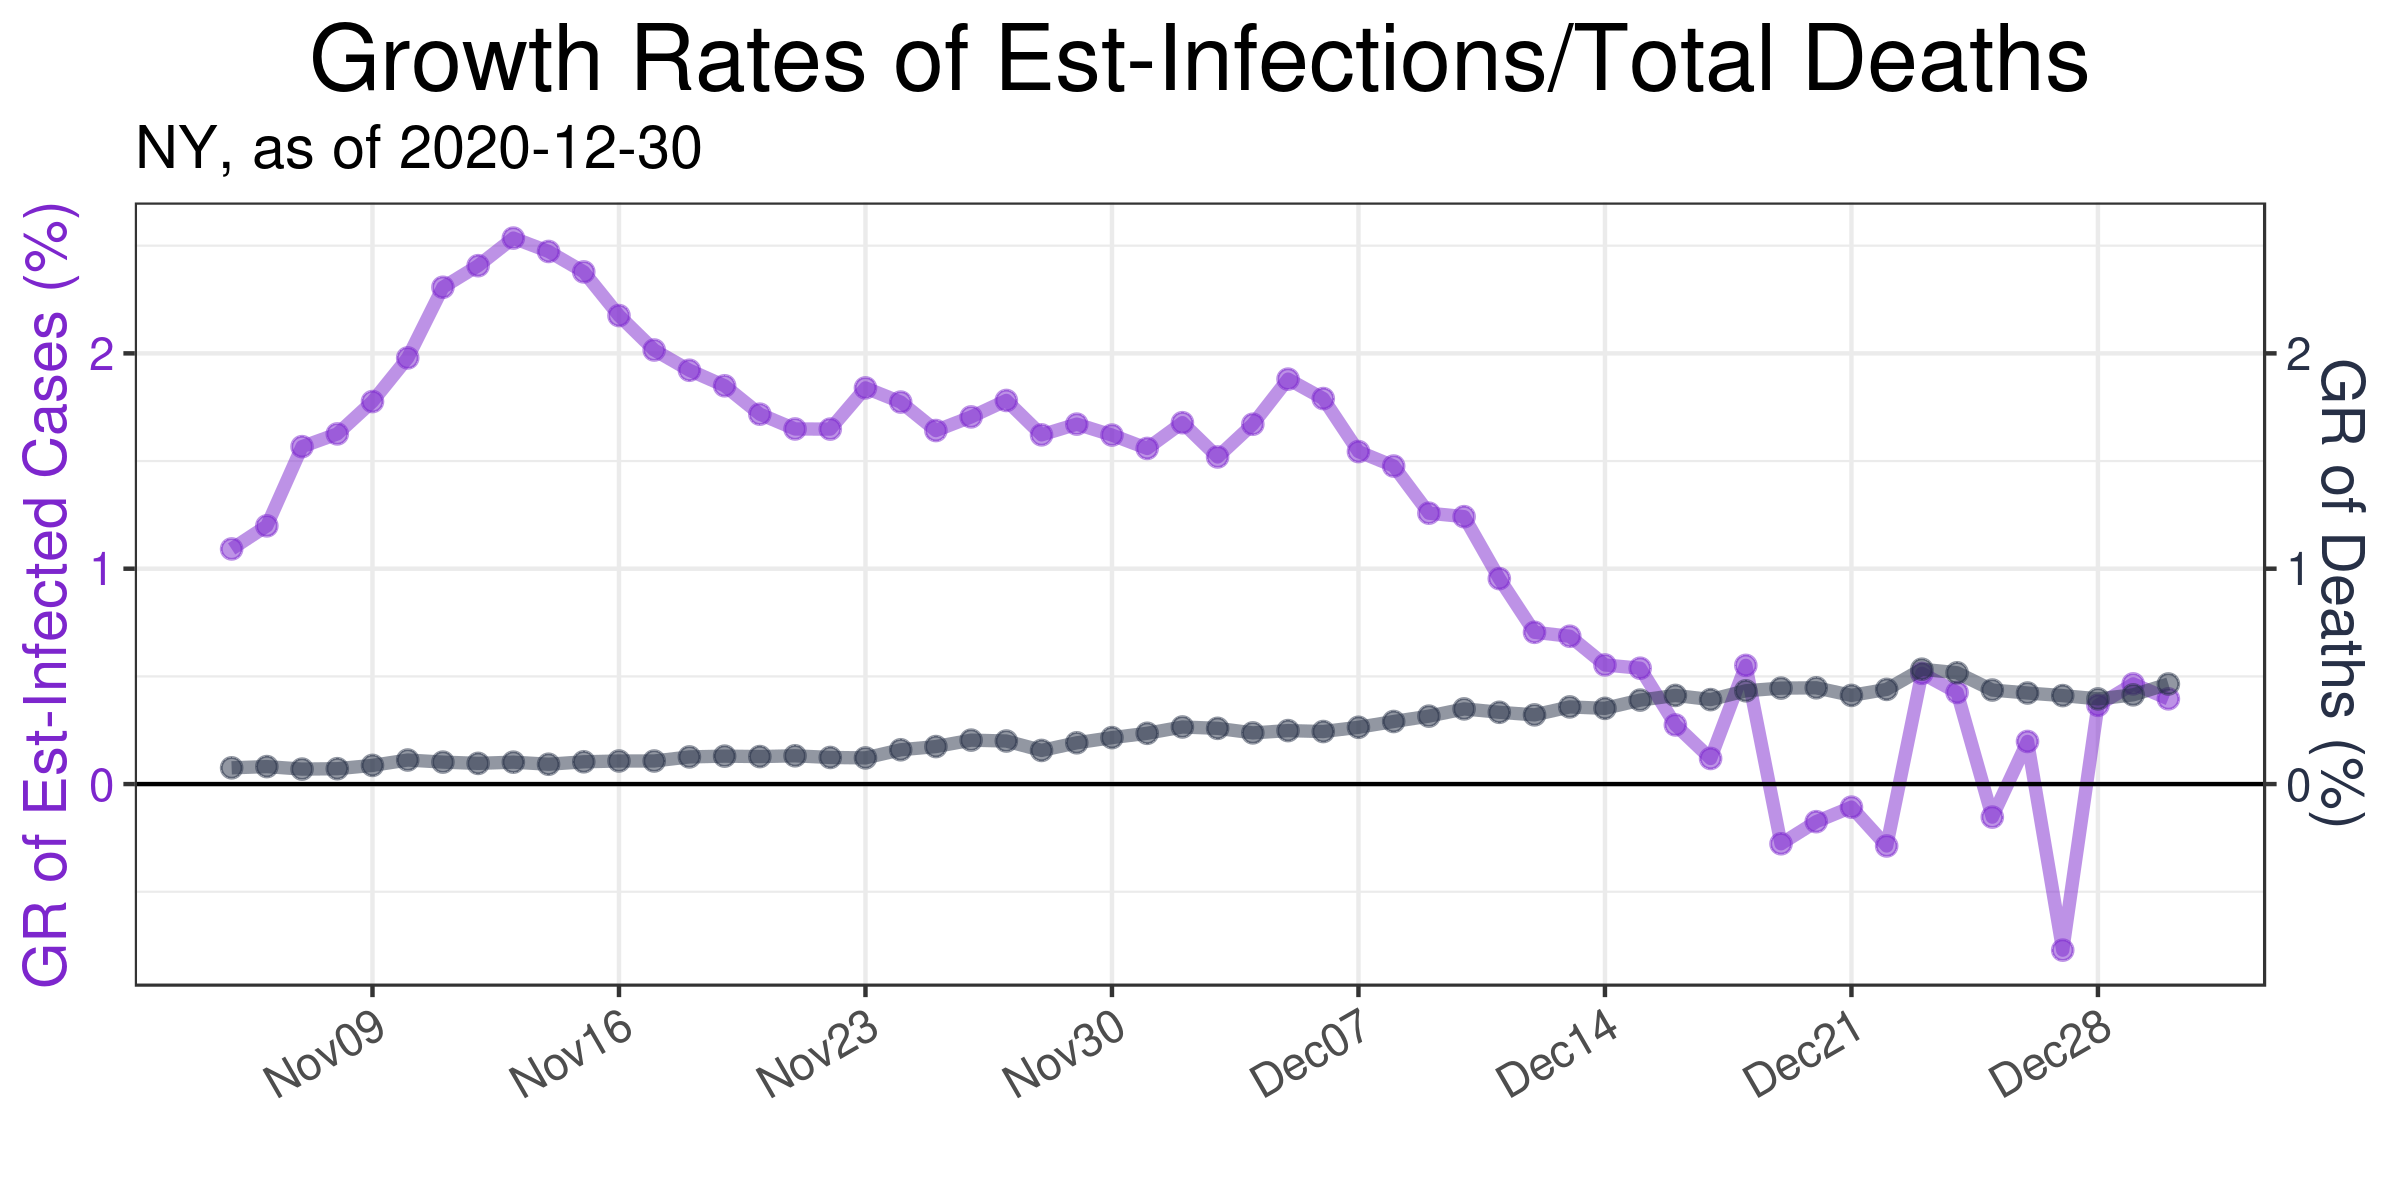 Growth Rates of Est-Infections/Total Deaths
NY, as of 2020-12-30
GR of Est-Infected Cases (%)
2
1
0
2
1
0
GR of Deaths (%)
Nov09
Nov16
Nov23
Nov30
Dec07
Dec14
Dec21
Dec28